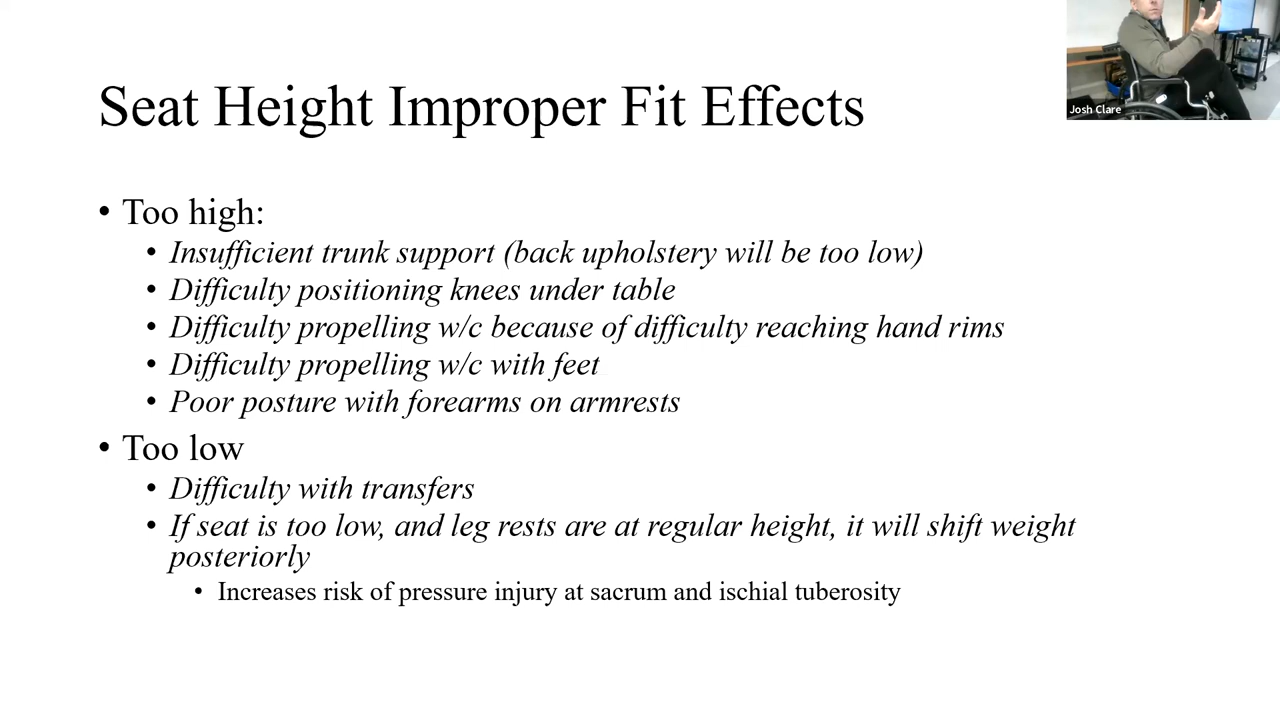 Josh Clare
Seat Height Improper Fit Effects
• Too high:
• Insufficient trunk support (back upholstery will be too low)
• Difficulty positioning knees under table
• Difficulty propelling w/c because of difficulty reaching hand rims
• Difficulty propelling w/c with feet
• Poor posture with forearms on armrests
• Too low
• Difficulty with transfers
• If seat is too low, and leg rests are at regular height, it will shift weight
posteriorly
• Increases risk of pressure injury at sacrum and ischial tuberosity